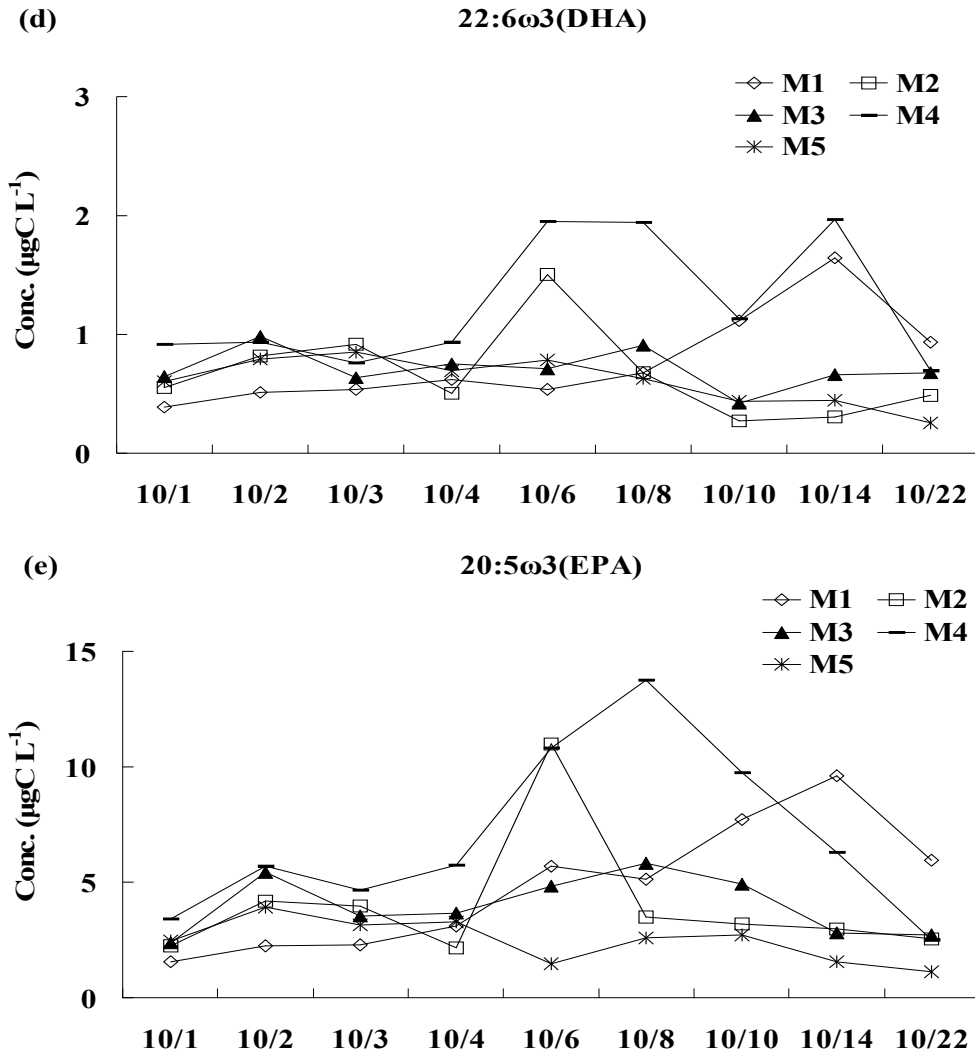 (d) 22:6ω3(DHA)
M1 M2
M3 M4
M5
Conc. (μgC L-1)
3
2
1
0
10/1 10/2 10/3 10/4 10/6 10/8 10/10 10/14 10/22
(e) 20:5ω3(EPA)
M1 M2
M3 M4
M5
Conc. (μgC L-1)
15
10
5
0
10/1 10/2 10/3 10/4 10/6 10/8 10/10 10/14 10/22